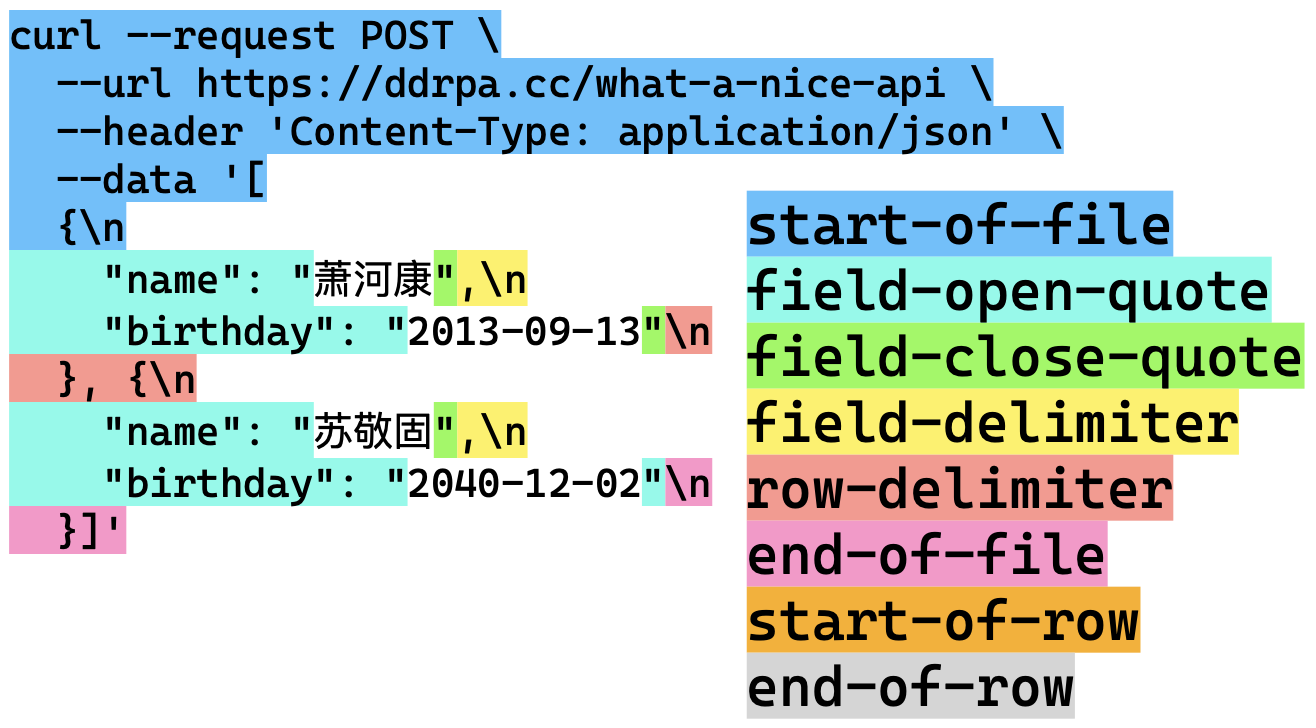 curl --request POST \
  --url https://ddrpa.cc/what-a-nice-api \
  --header 'Content-Type: application/json' \
  --data '[
  {\n
    "name": "萧河康",\n
    "birthday": "2013-09-13"\n
  }, {\n
    "name": "苏敬固",\n
    "birthday": "2040-12-02"\n
  }]'
start-of-file
field-open-quote
field-close-quote
field-delimiter
row-delimiter
end-of-file
start-of-row
end-of-row